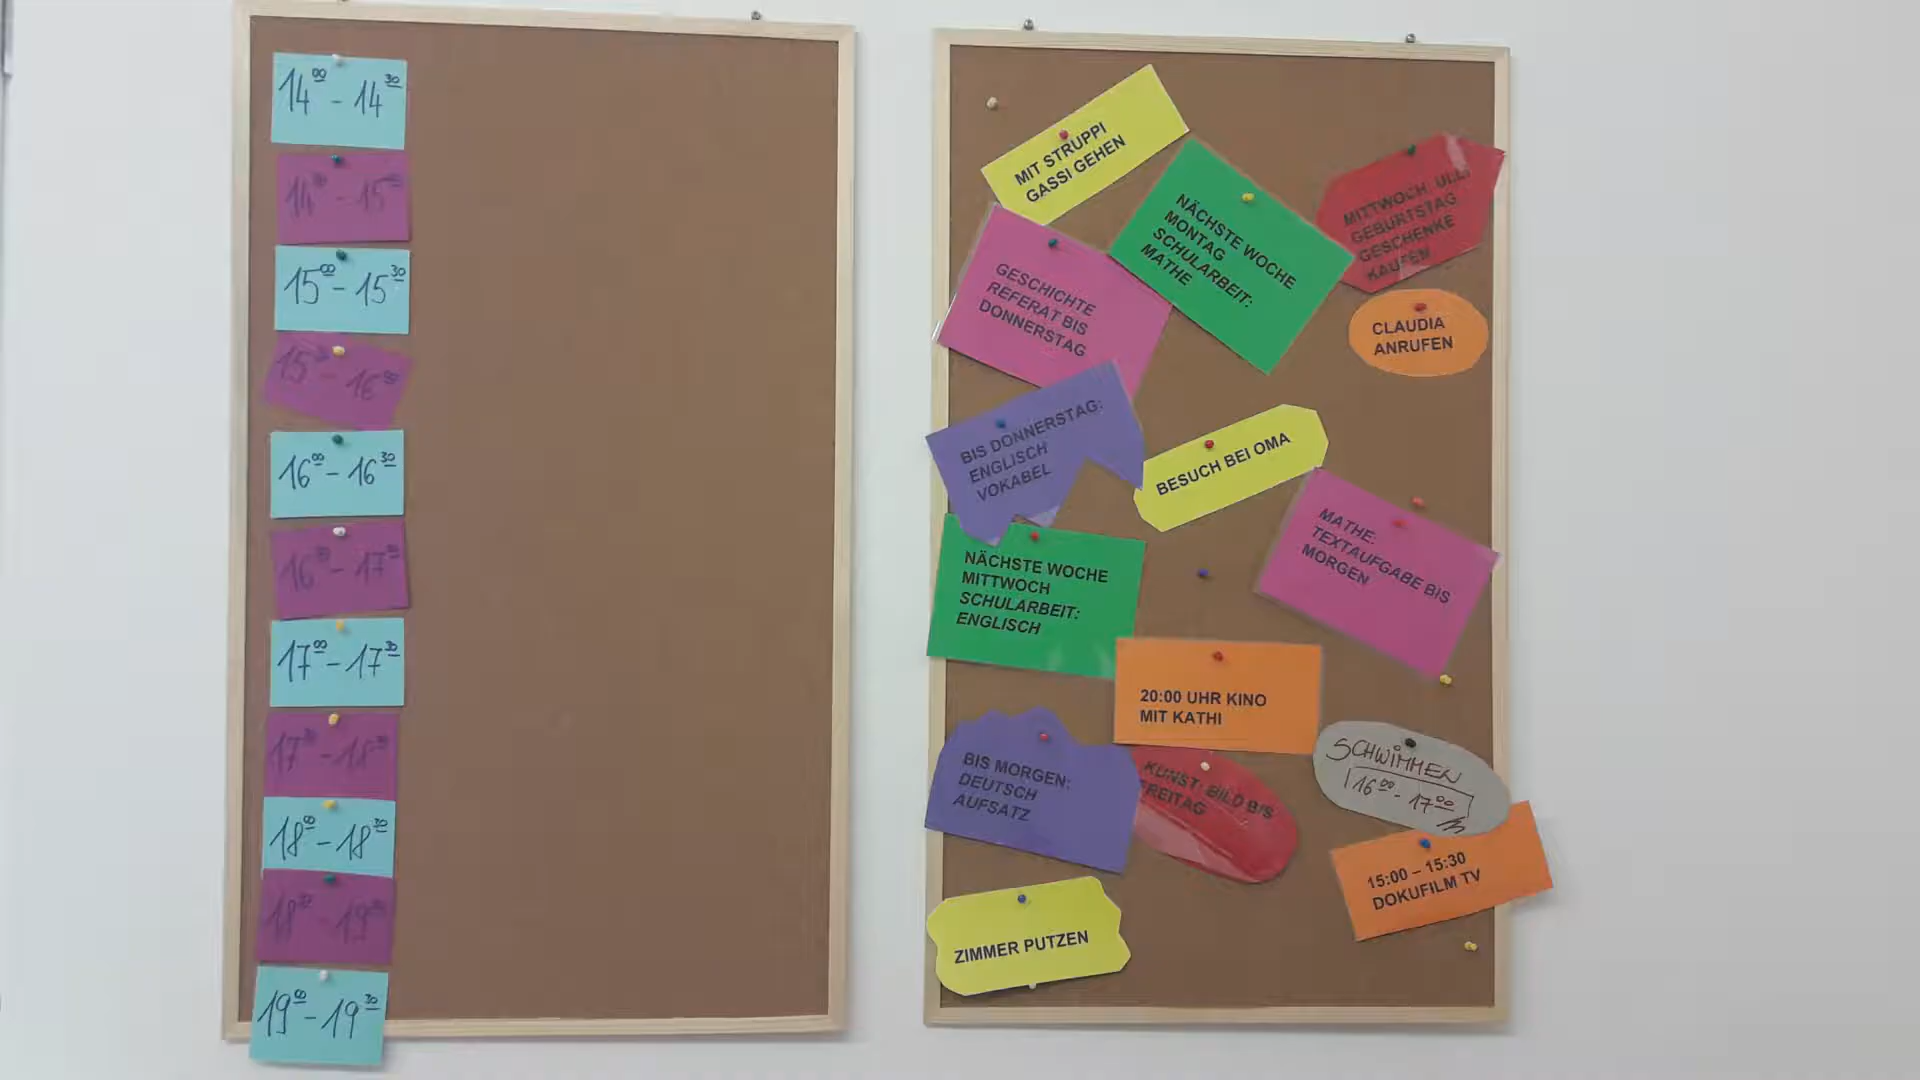 14⁰⁰ - 14³⁰
14³⁰ - 15⁰⁰
15⁰⁰ - 15³⁰
15³⁰ - 16⁰⁰
16⁰⁰ - 16³⁰
16³⁰ - 17⁰⁰
17⁰⁰ - 17³⁰
18⁰⁰ - 18³⁰
19⁰⁰ - 19³⁰
MIT STRUPPI
GASSI GEHEN
NÄCHSTE WOCHE
MONTAG
SCHULARBEIT:
MATHE
MITTWOCH: ULLI
GEBURTSTAG
GESCHENKE
KAUFEN
GESCHICHTE
REFERAT BIS
DONNERSTAG
CLAUDIA
ANRUFEN
BIS DONNERSTAG:
ENGLISCH
VOKABEL
BESUCH BEI OMA
MATHE:
TEXTAUFGABE BIS
MORGEN
NÄCHSTE WOCHE
MITTWOCH
SCHULARBEIT:
ENGLISCH
20:00 UHR KINO
MIT KATHI
BIS MORGEN:
DEUTSCH
AUFSATZ
KUNST: BILD BIS
FREITAG
SCHWIMMEN
16⁰⁰ - 17⁰⁰
15:00 – 15:30
DOKUFILM TV
ZIMMER PUTZEN